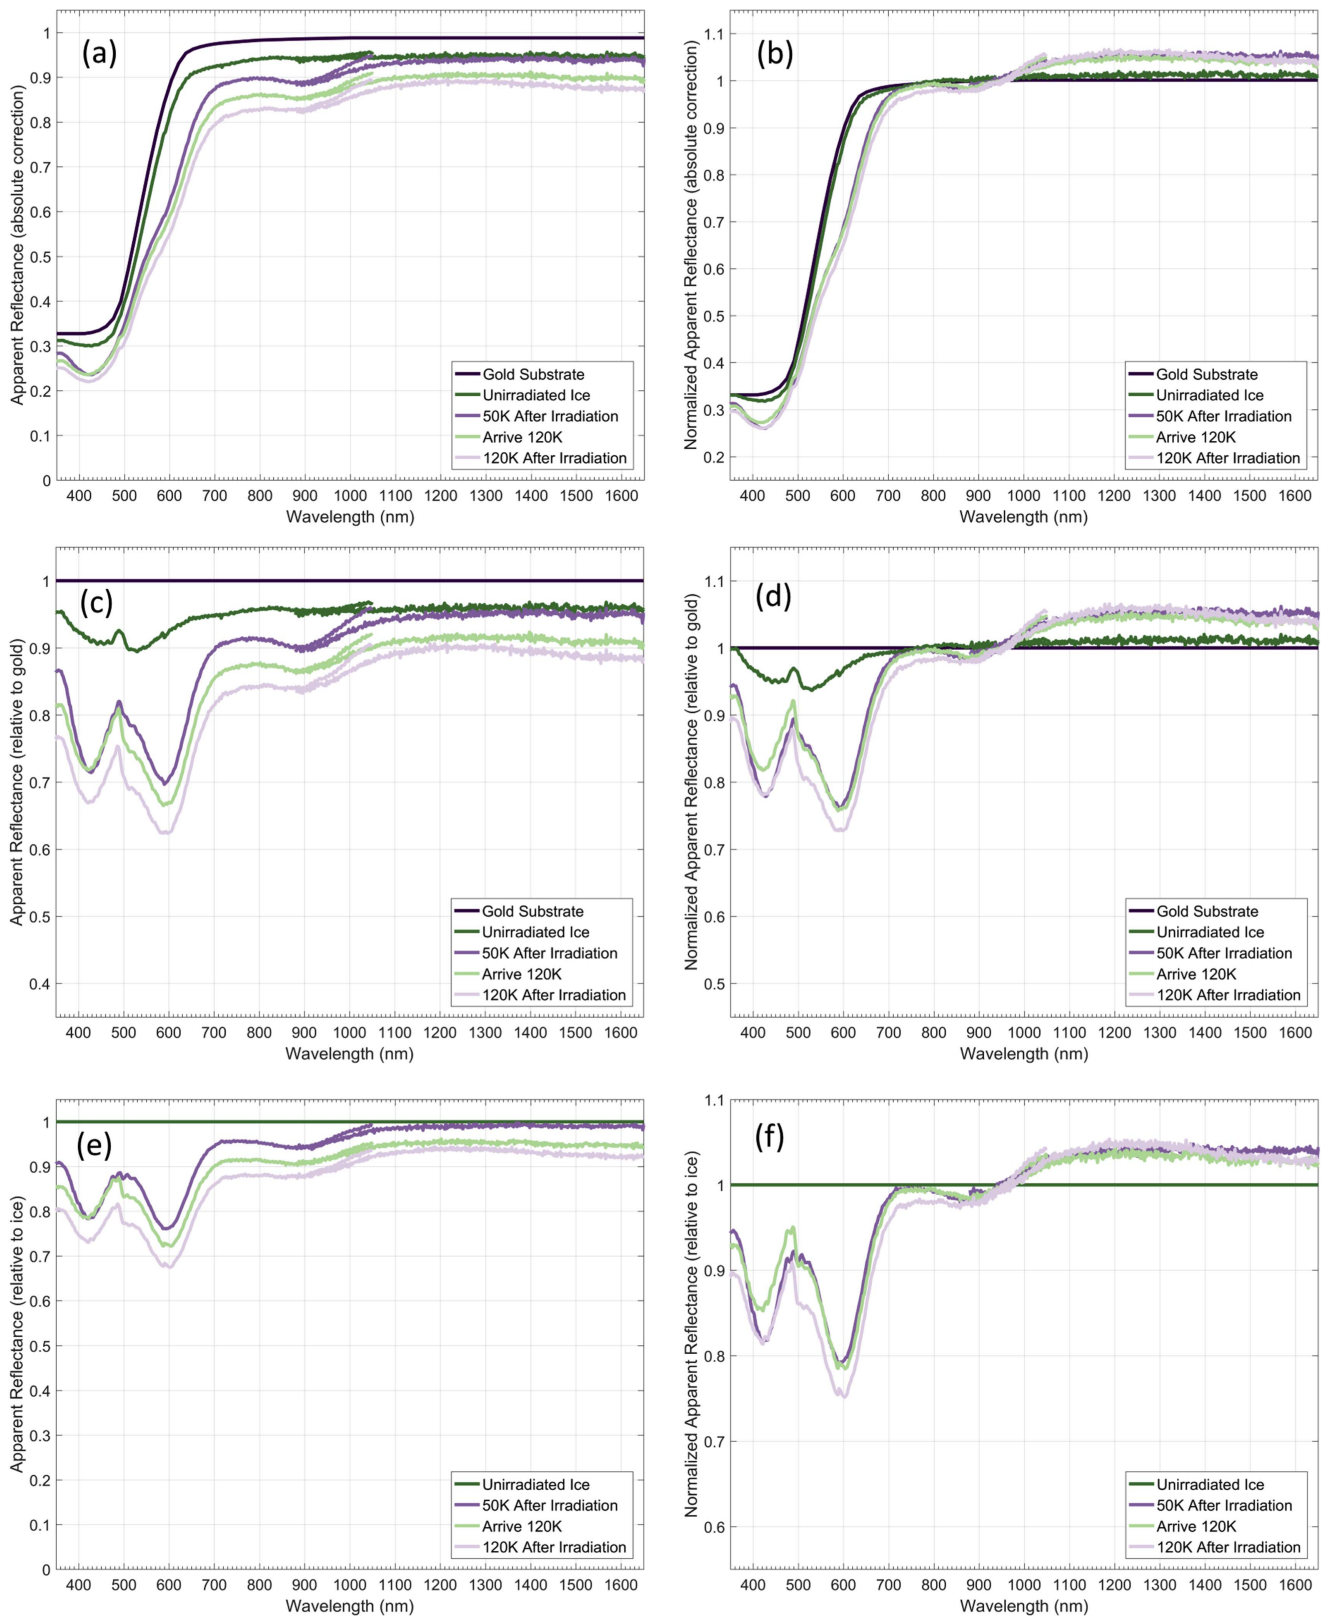 (a)
Apparent Reflectance (absolute correction)
1
0.9
0.8
0.7
0.6
0.5
0.4
0.3
0.2
0.1
0
Gold Substrate
Unirradiated Ice
50K After Irradiation
Arrive 120K
120K After Irradiation
400 500 600 700 800 900 1000 1100 1200 1300 1400 1500 1600
Wavelength (nm)
(b)
Normalized Apparent Reflectance (absolute correction)
1.1
1
0.9
0.8
0.7
0.6
0.5
0.4
0.3
0.2
Gold Substrate
Unirradiated Ice
50K After Irradiation
Arrive 120K
120K After Irradiation
400 500 600 700 800 900 1000 1100 1200 1300 1400 1500 1600
Wavelength (nm)
(c)
Apparent Reflectance (relative to gold)
1
0.9
0.8
0.7
0.6
0.5
0.4
Gold Substrate
Unirradiated Ice
50K After Irradiation
Arrive 120K
120K After Irradiation
400 500 600 700 800 900 1000 1100 1200 1300 1400 1500 1600
Wavelength (nm)
(d)
Normalized Apparent Reflectance (relative to gold)
1.1
1
0.9
0.8
0.7
0.6
0.5
Gold Substrate
Unirradiated Ice
50K After Irradiation
Arrive 120K
120K After Irradiation
400 500 600 700 800 900 1000 1100 1200 1300 1400 1500 1600
Wavelength (nm)
(e)
Apparent Reflectance (relative to ice)
1
0.9
0.8
0.7
0.6
0.5
0.4
0.3
0.2
0.1
0
Unirradiated Ice
50K After Irradiation
Arrive 120K
120K After Irradiation
400 500 600 700 800 900 1000 1100 1200 1300 1400 1500 1600
Wavelength (nm)
(f)
Normalized Apparent Reflectance (relative to ice)
1.1
1
0.9
0.8
0.7
0.6
Unirradiated Ice
50K After Irradiation
Arrive 120K
120K After Irradiation
400 500 600 700 800 900 1000 1100 1200 1300 1400 1500 1600
Wavelength (nm)